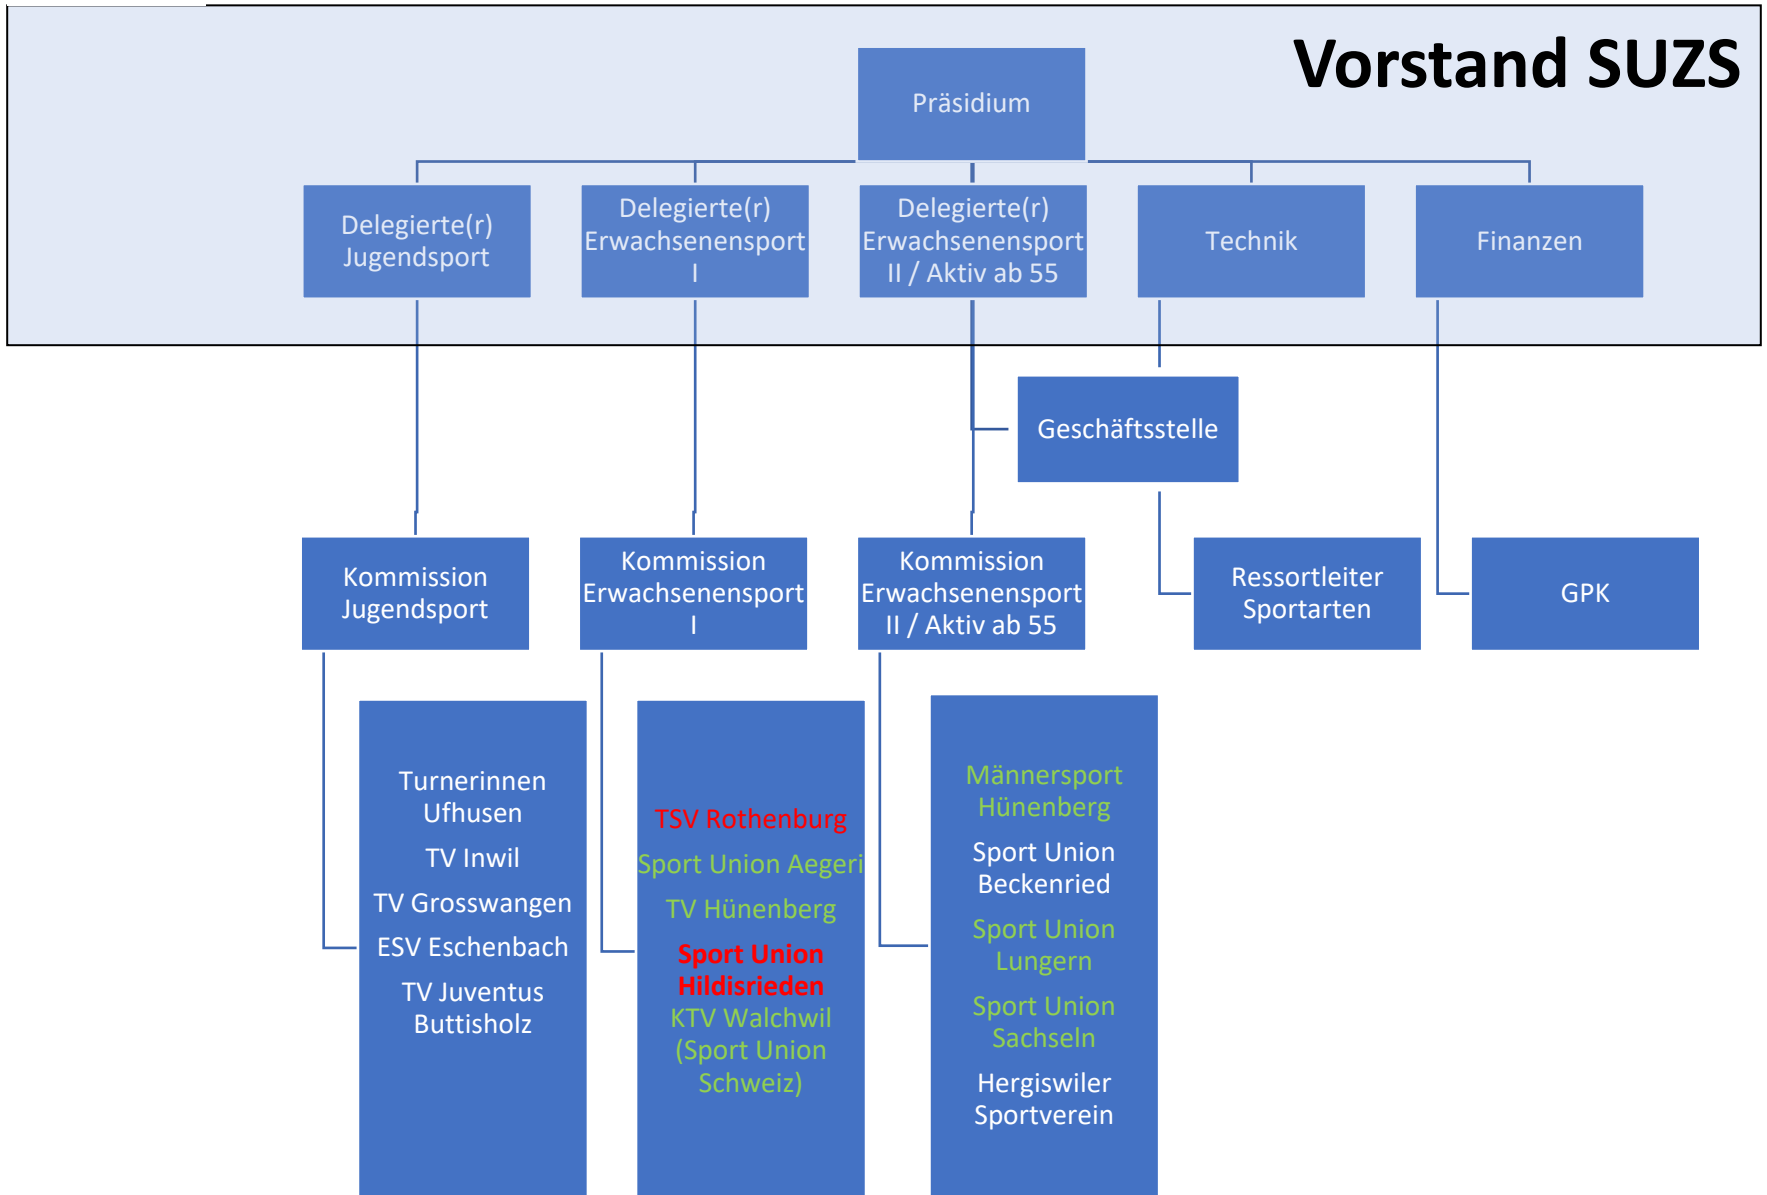 Vorstand SUZS
Präsidium
Delegierte(r)
Jugendsport
Delegierte(r)
Erwachsenensport
I
Delegierte(r)
Erwachsenensport
II / Aktiv ab 55
Technik
Finanzen
Geschäftsstelle
Kommission
Jugendsport
Kommission
Erwachsenensport
I
Kommission
Erwachsenensport
II / Aktiv ab 55
Ressortleiter
Sportarten
GPK
Turnerinnen
Ufhusen
TV Inwil
TV Grosswangen
ESV Eschenbach
TV Juventus
Buttisholz
TSV Rothenburg
Sport Union Aegeri
TV Hünenberg
Sport Union
Hildisrieden
KTV Walchwil
(Sport Union
Schweiz)
Männersport
Hünenberg
Sport Union
Beckenried
Sport Union
Lungern
Sport Union
Sachseln
Hergiswiler
Sportverein